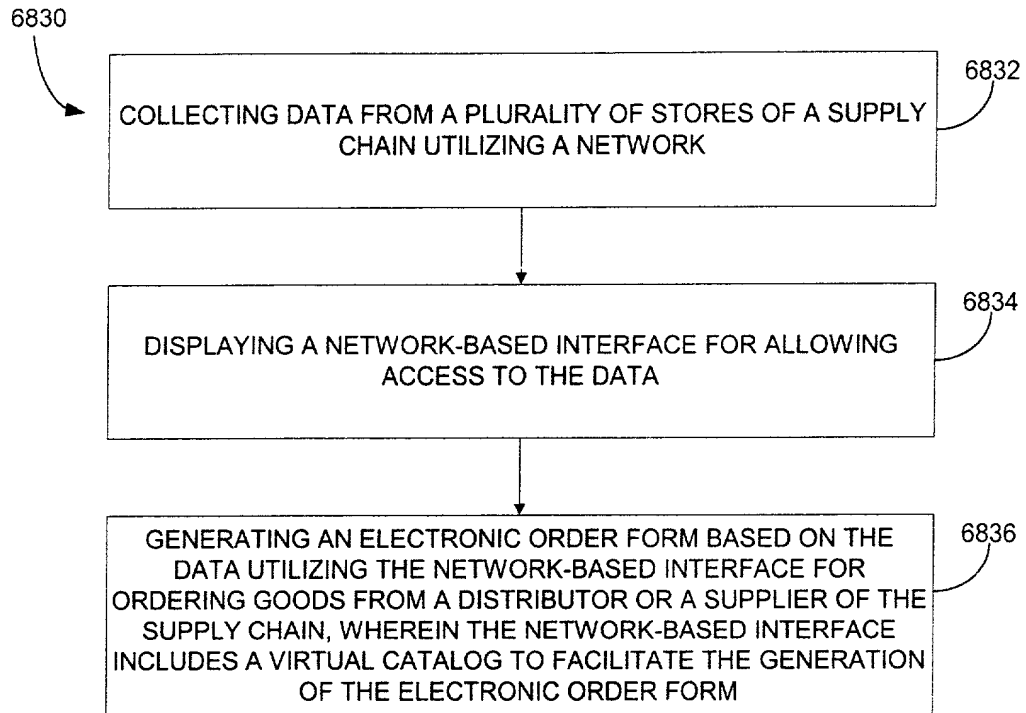 6830
6832
COLLECTING DATA FROM A PLURALITY OF STORES OF A SUPPLY
CHAIN UTILIZING A NETWORK
6834
DISPLAYING A NETWORK-BASED INTERFACE FOR ALLOWING
ACCESS TO THE DATA
6836
GENERATING AN ELECTRONIC ORDER FORM BASED ON THE
DATA UTILIZING THE NETWORK-BASED INTERFACE FOR
ORDERING GOODS FROM A DISTRIBUTOR OR A SUPPLIER OF THE
SUPPLY CHAIN, WHEREIN THE NETWORK-BASED INTERFACE
INCLUDES A VIRTUAL CATALOG TO FACILITATE THE GENERATION
OF THE ELECTRONIC ORDER FORM